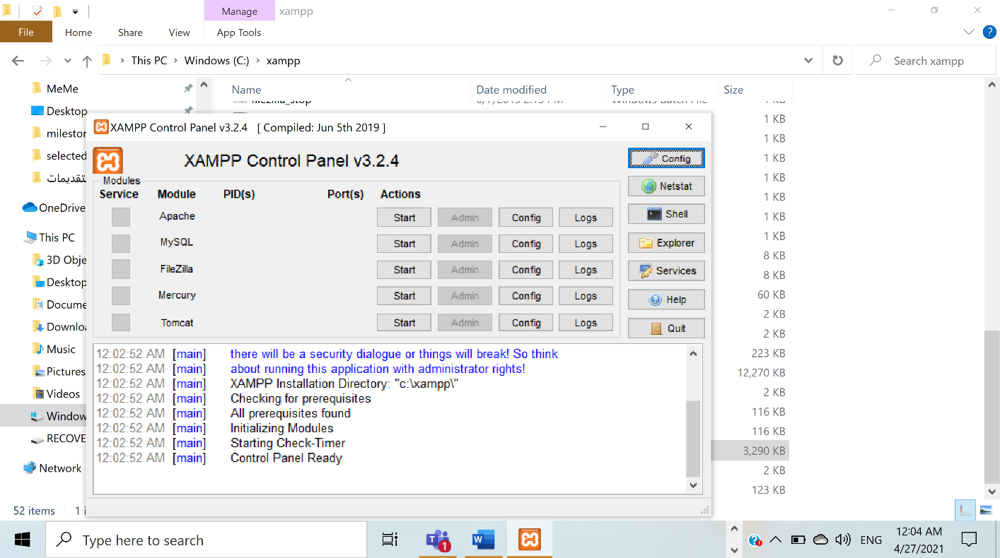 Manage xampp
File Home Share View App Tools
This PC Windows (C:) xampp Search xampp
Name Date modified Type Size
MeMe
filezilla_stop 1 KB
Desktop
XAMPP Control Panel v3.2.4 [ Compiled: Jun 5th 2019 ]
1 KB
milestor
1 KB
selected
XAMPP Control Panel v3.2.4 Config
1 KB
تقديمات
Modules
Netstat
1 KB
Service Module PID(s) Port(s) Actions
1 KB
OneDrive
Shell
Apache Start Admin Config Logs
1 KB
This PC
MySQL Start Admin Config Logs
Explorer
1 KB
3D Obje
8 KB
FileZilla Start Admin Config Logs
Services
8 KB
Desktop
Mercury Start Admin Config Logs
Help
60 KB
Docume
2 KB
Tomcat Start Admin Config Logs
Quit
Downloa
2 KB
Music
12:02:52 AM [main] there will be a security dialogue or things will break! So think
223 KB
12:02:52 AM [main] about running this application with administrator rights!
Pictures
12,270 KB
12:02:52 AM [main] XAMPP Installation Directory: "c:\xampp\"
Videos
2 KB
12:02:52 AM [main] Checking for prerequisites
12:02:52 AM [main] All prerequisites found
116 KB
Window
12:02:52 AM [main] Initializing Modules
116 KB
RECOVE
12:02:52 AM [main] Starting Check-Timer
3,290 KB
12:02:52 AM [main] Control Panel Ready
Network
2 KB
123 KB
52 items 1 i
Type here to search
T 1
W
ENG
12:04 AM
4/27/2021